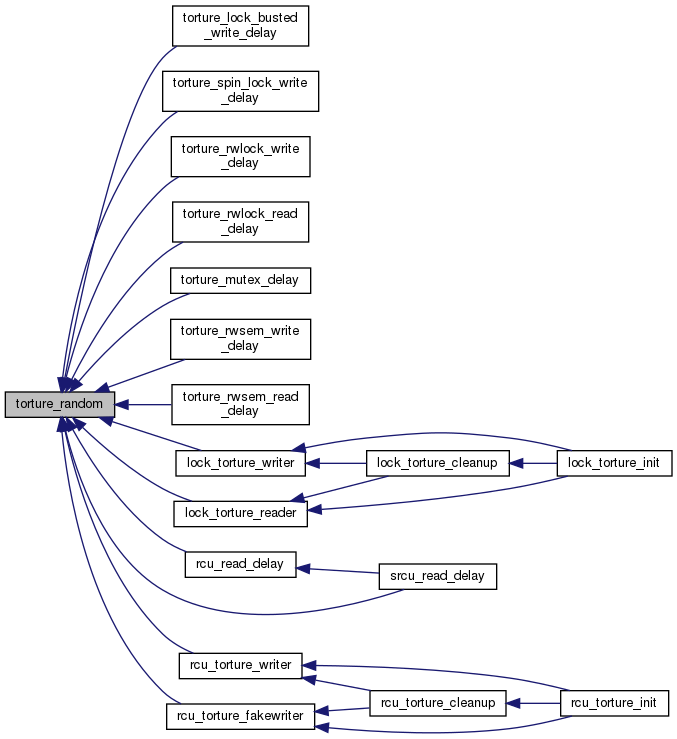 torture_lock_busted
_write_delay
torture_spin_lock_write
_delay
torture_rwlock_write
_delay
torture_rwlock_read
_delay
torture_mutex_delay
torture_rwsem_write
_delay
torture_random
torture_rwsem_read
_delay
lock_torture_writer
lock_torture_cleanup
lock_torture_init
lock_torture_reader
rcu_read_delay
srcu_read_delay
rcu_torture_writer
rcu_torture_cleanup
rcu_torture_init
rcu_torture_fakewriter